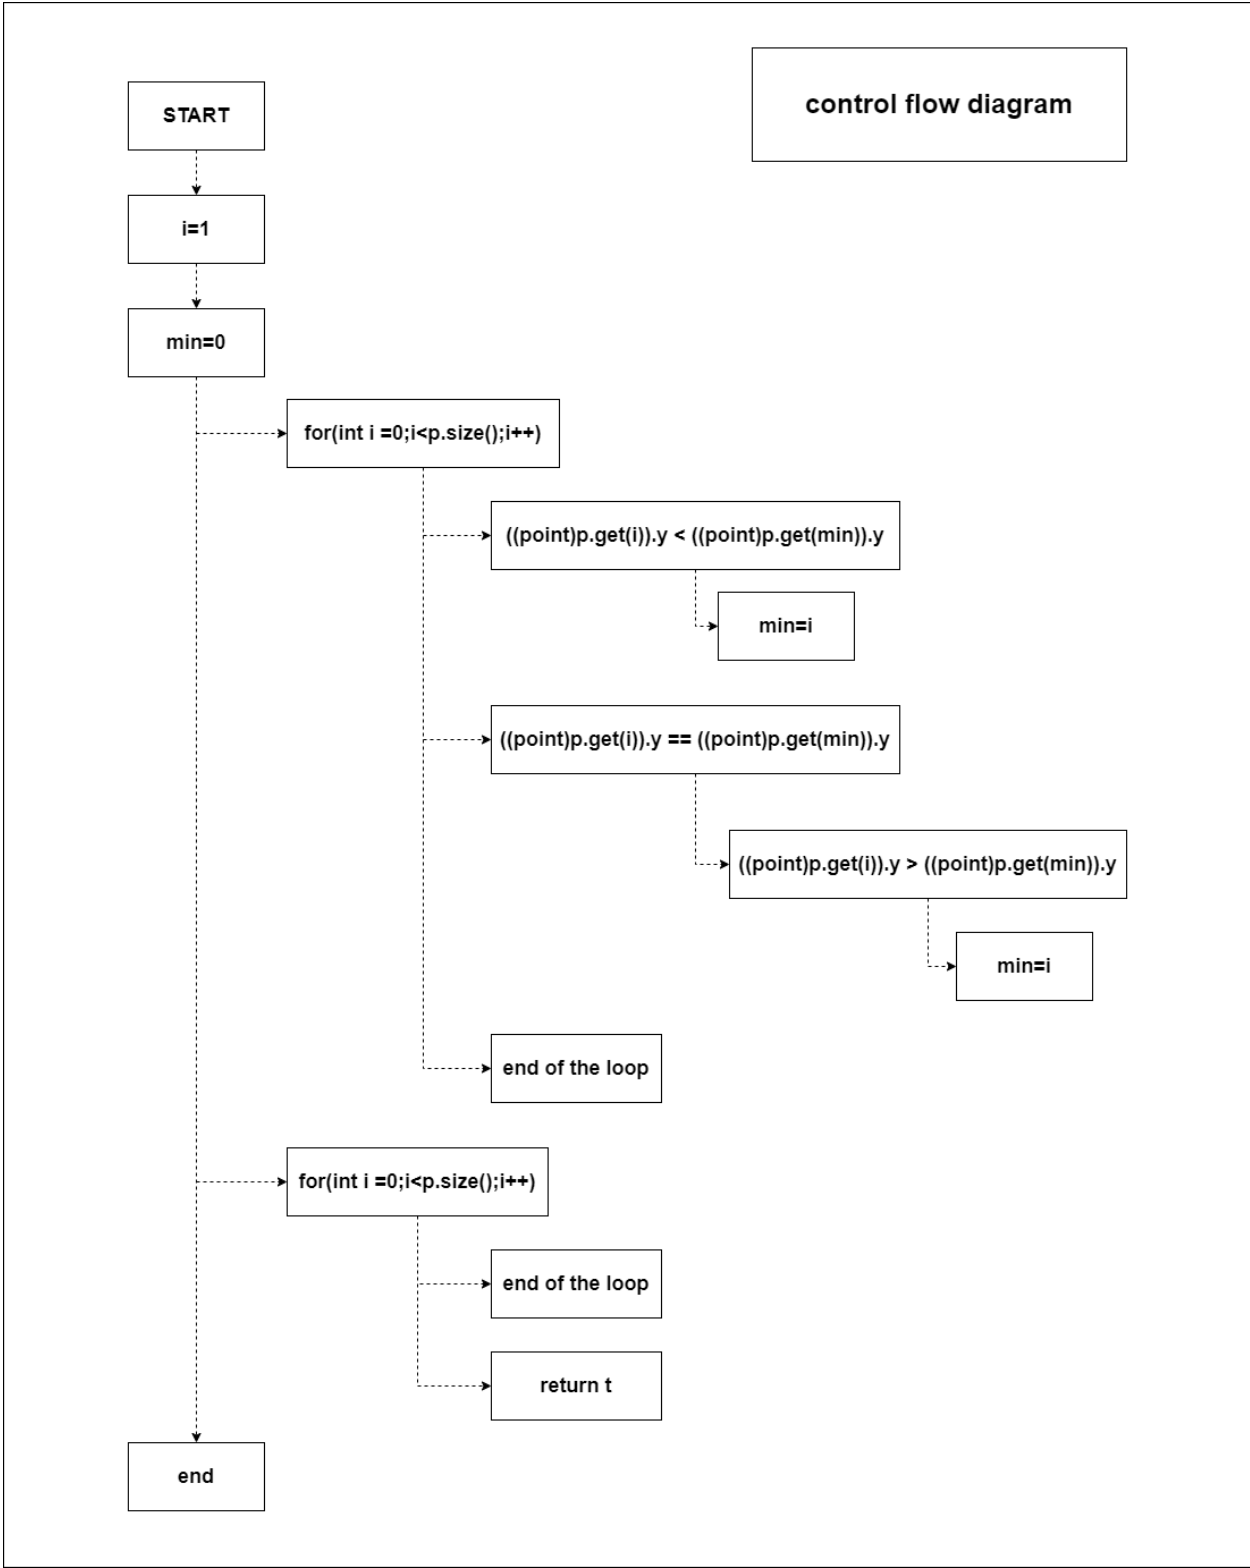 control flow diagram
START
i=1
min=0
for(int i =0;i<p.size();i++)
((point)p.get(i)).y < ((point)p.get(min)).y
min=i
((point)p.get(i)).y == ((point)p.get(min)).y
((point)p.get(i)).y > ((point)p.get(min)).y
min=i
end of the loop
for(int i =0;i<p.size();i++)
end of the loop
return t
end